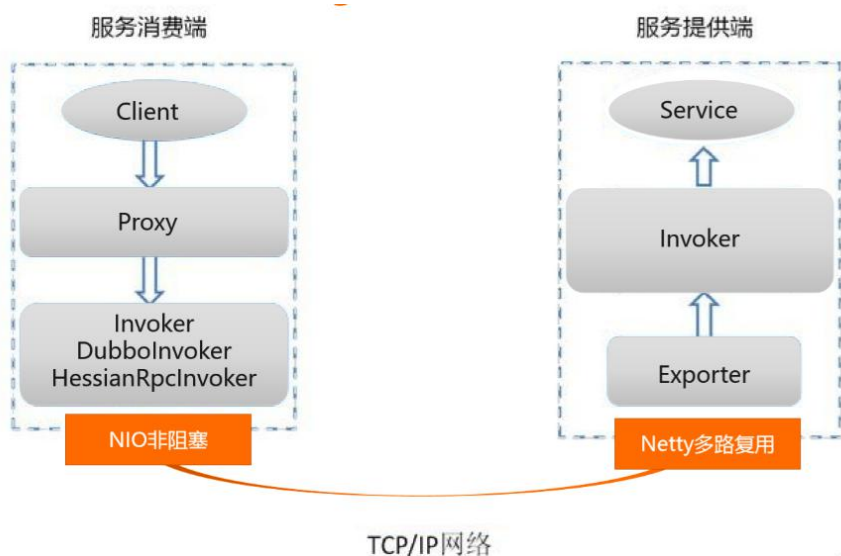 服务消费端
服务提供端
Client
Service
Proxy
Invoker
Invoker
DubboInvoker
HessianRpcInvoker
Exporter
NIO非阻塞
Netty多路复用
TCP/IP网络